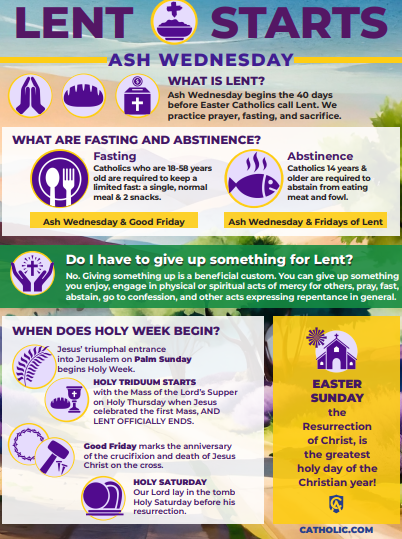 LENT STARTS
ASH WEDNESDAY
WHAT IS LENT?
Ash Wednesday begins the 40 days
before Easter Catholics call Lent. We
practice prayer, fasting, and sacrifice.
WHAT ARE FASTING AND ABSTINENCE?
Fasting
Catholics who are 18-58 years
old are required to keep a
limited fast: a single, normal
meal & 2 snacks.
Ash Wednesday & Good Friday
Abstinence
Catholics 14 years &
older are required to
abstain from eating
meat and fowl.
Ash Wednesday & Fridays of Lent
Do I have to give up something for Lent?
No. Giving something up is a beneficial custom. You can give up something
you enjoy, engage in physical or spiritual acts of mercy for others, pray, fast,
abstain, go to confession, and other acts expressing repentance in general.
WHEN DOES HOLY WEEK BEGIN?
Jesus' triumphal entrance
into Jerusalem on Palm Sunday
begins Holy Week.
HOLY TRIDUUM STARTS
with the Mass of the Lord's Supper
on Holy Thursday when Jesus
celebrated the first Mass, AND
LENT OFFICIALLY ENDS.
Good Friday marks the anniversary
of the crucifixion and death of Jesus
Christ on the cross.
HOLY SATURDAY
Our Lord lay in the tomb
Holy Saturday before his
resurrection.
EASTER
SUNDAY
the
Resurrection
of Christ, is
the greatest
holy day of the
Christian year!
CATHOLIC.COM